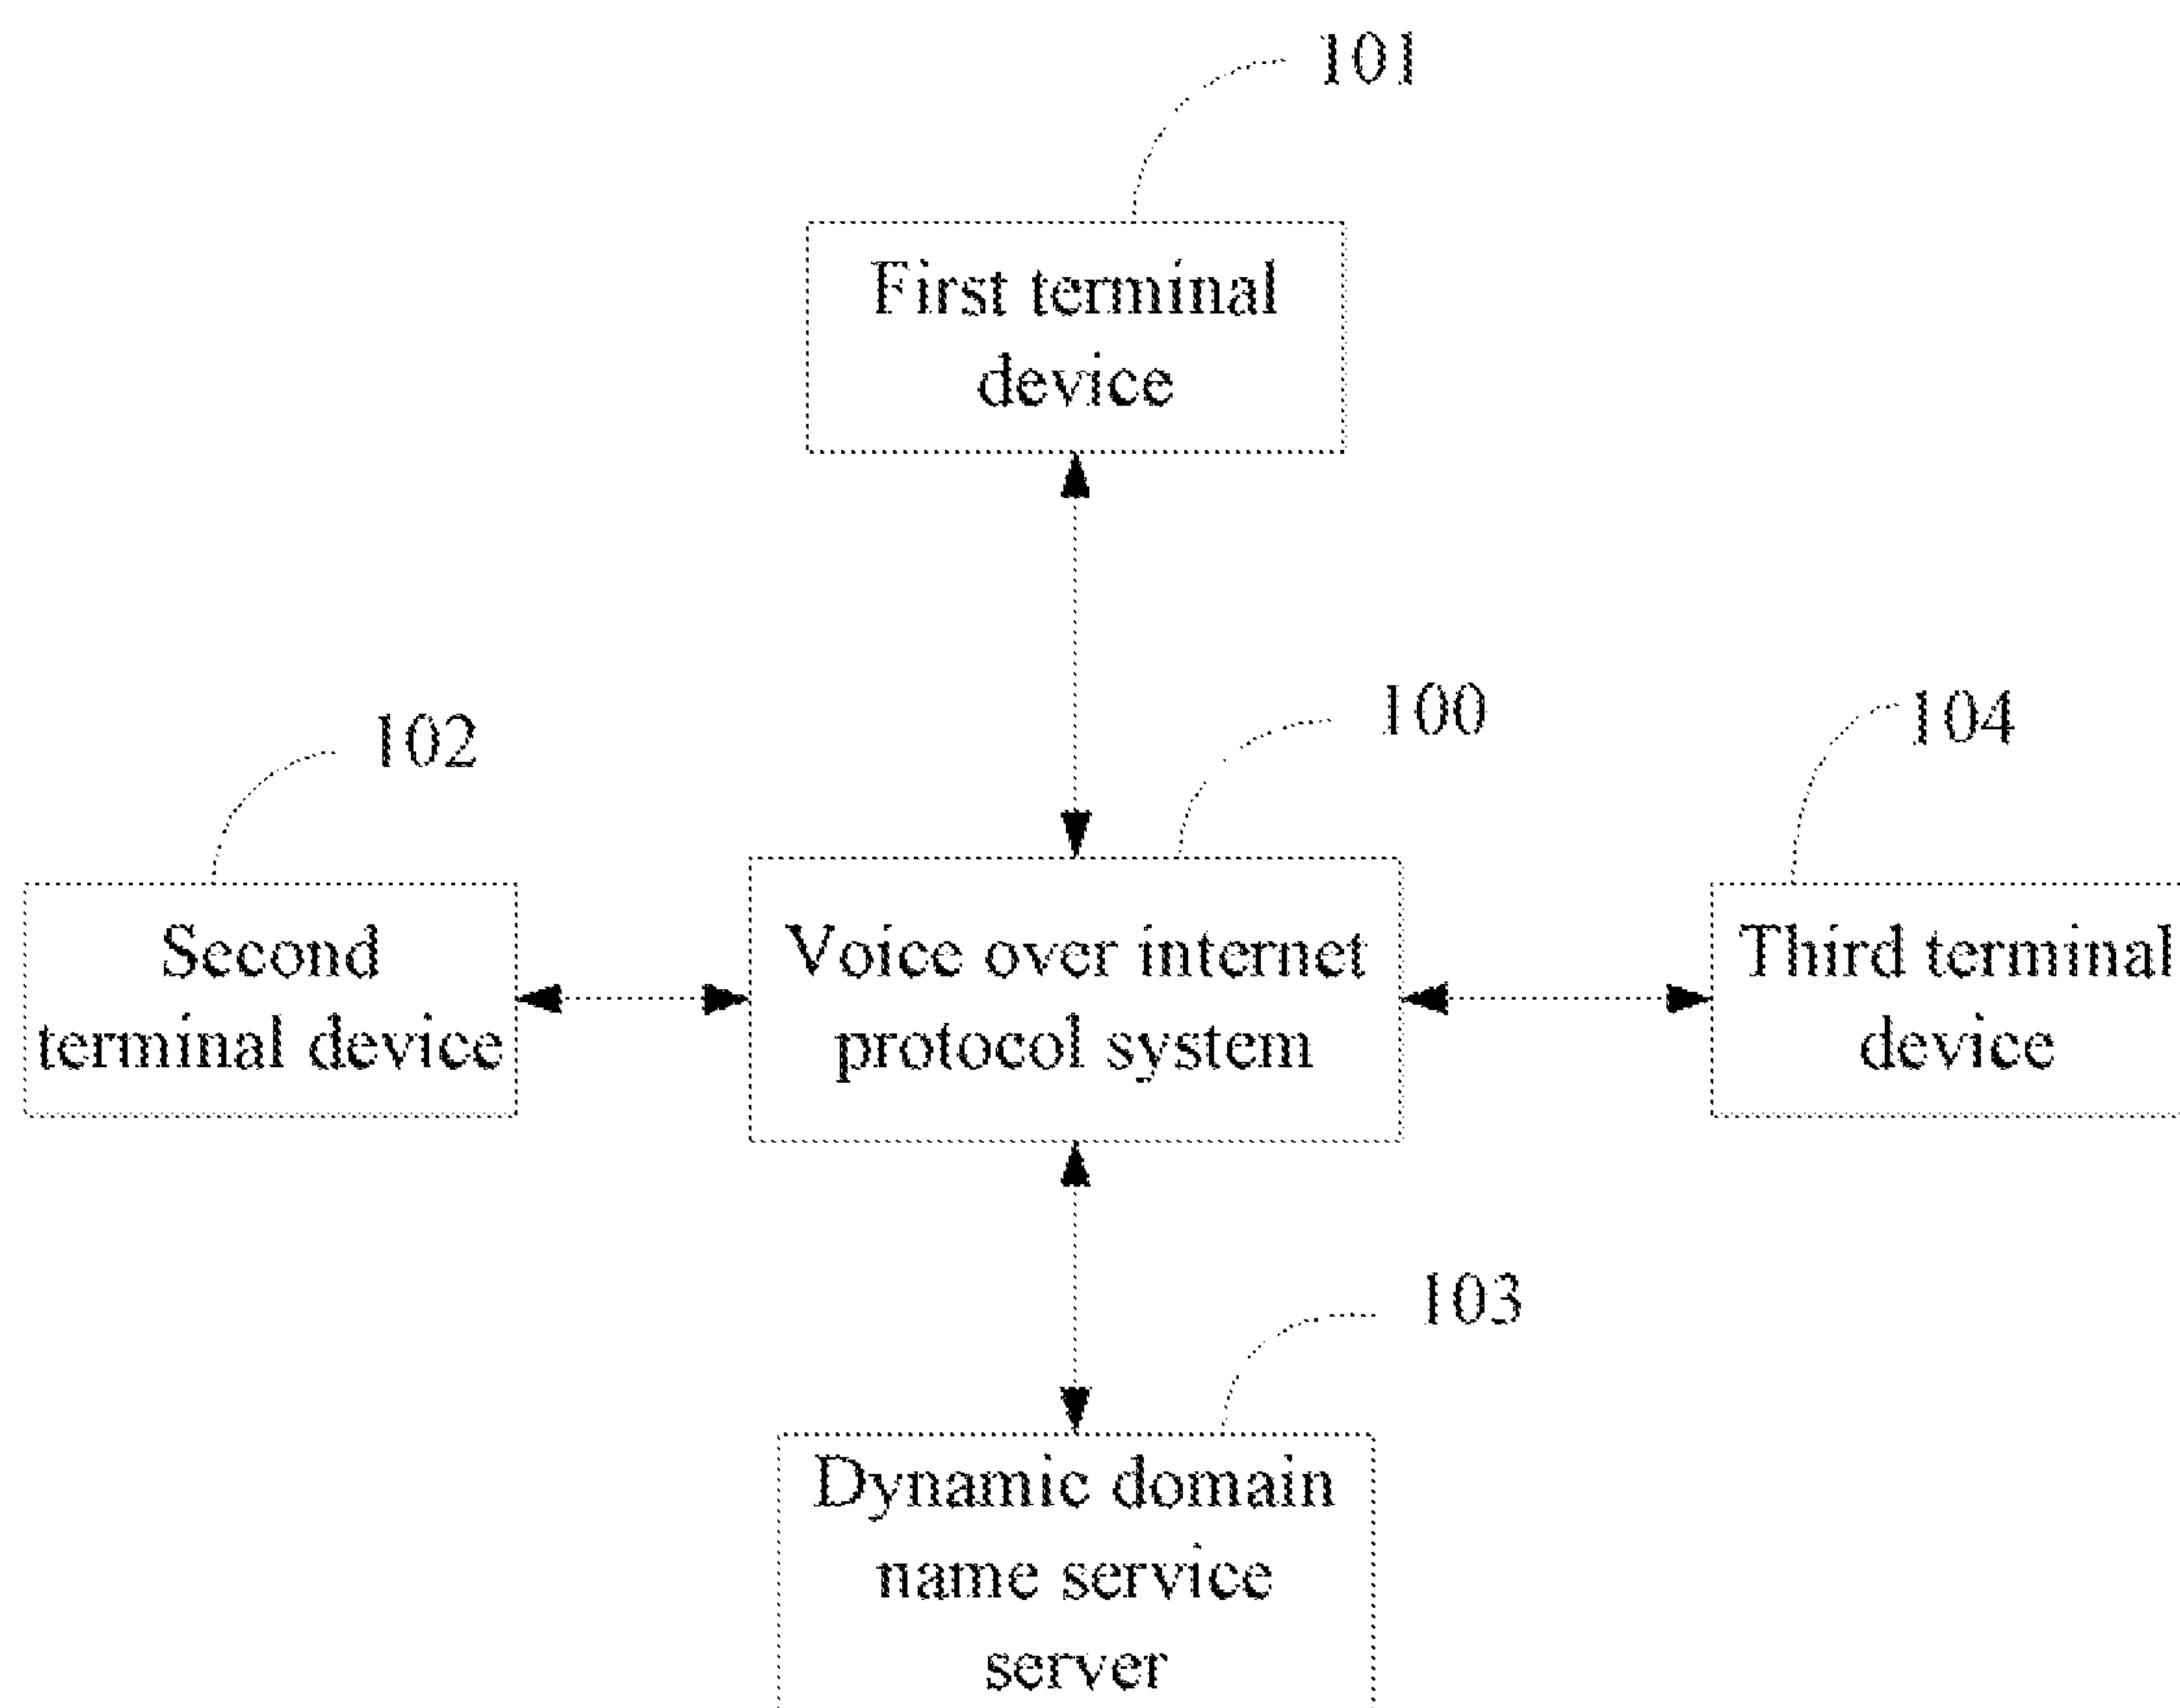 101
First terminal
device
100
104
102
Second
terminal device
Voice over internet
protocol system
Third terminal
device
103
Dynamic domain
name service
server